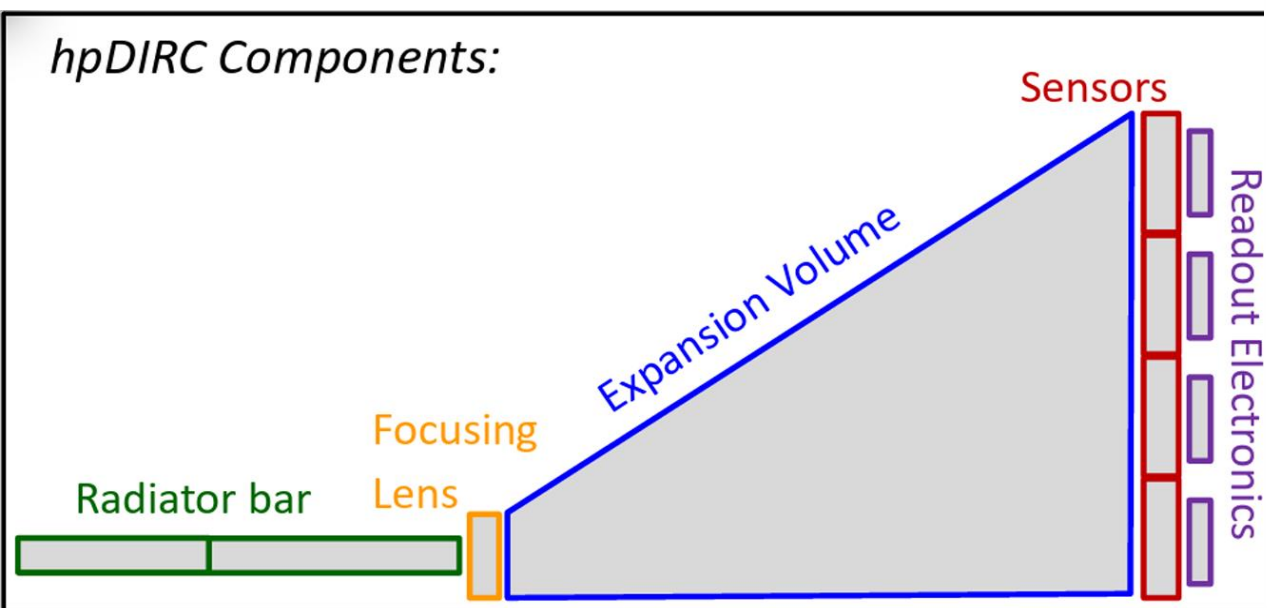 hpDIRC Components:
Sensors
Expansion Volume
Readout Electronics
Focusing
Lens
Radiator bar